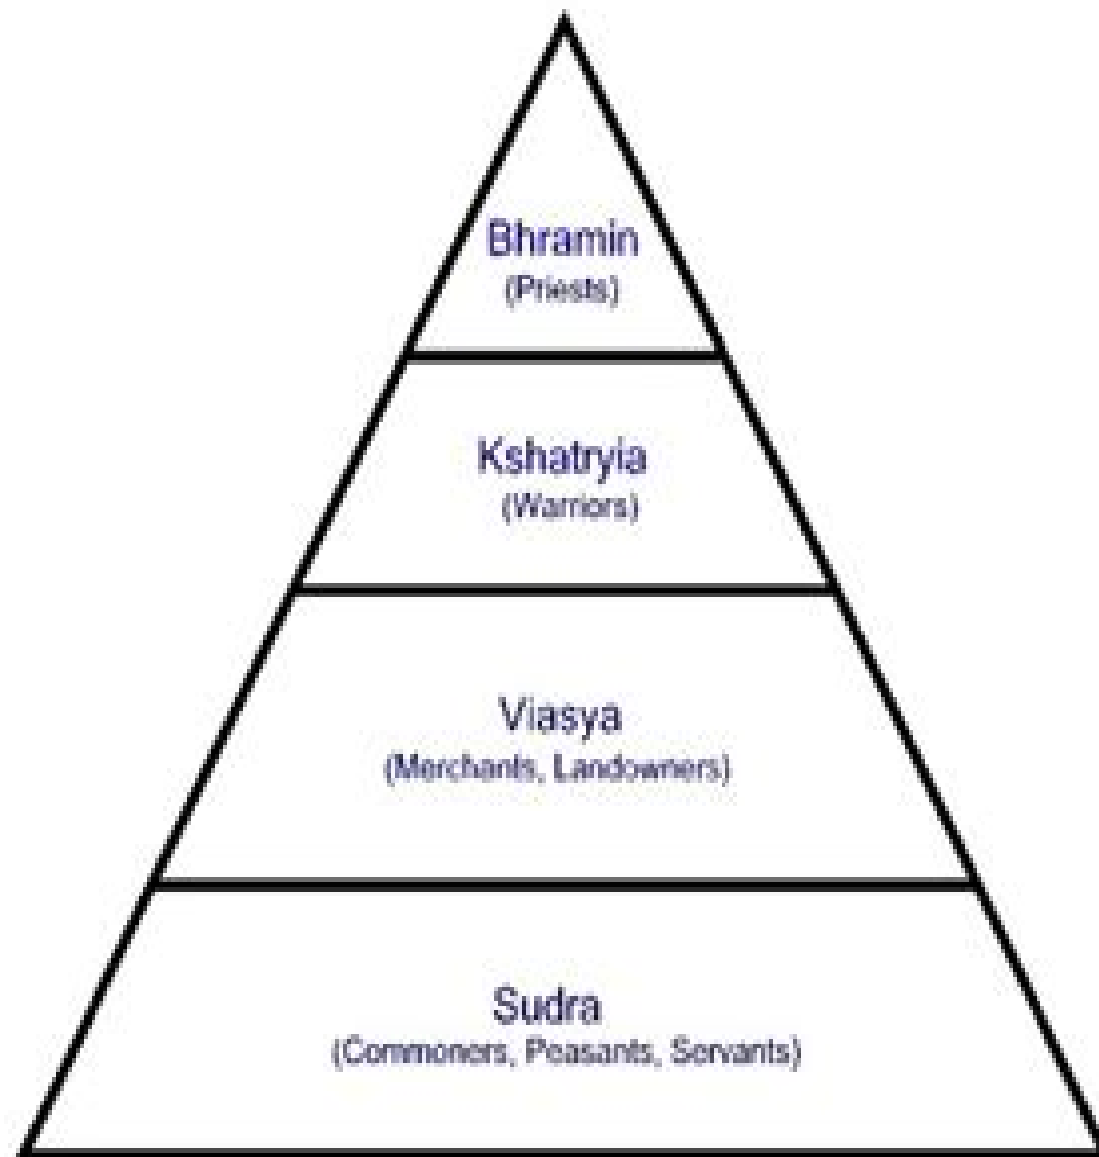 Bhramin
(Priests)
Kshatryia
(Warriors)
Viasya
(Merchants, Landowners)
Sudra
(Commoners, Peasants, Servants)